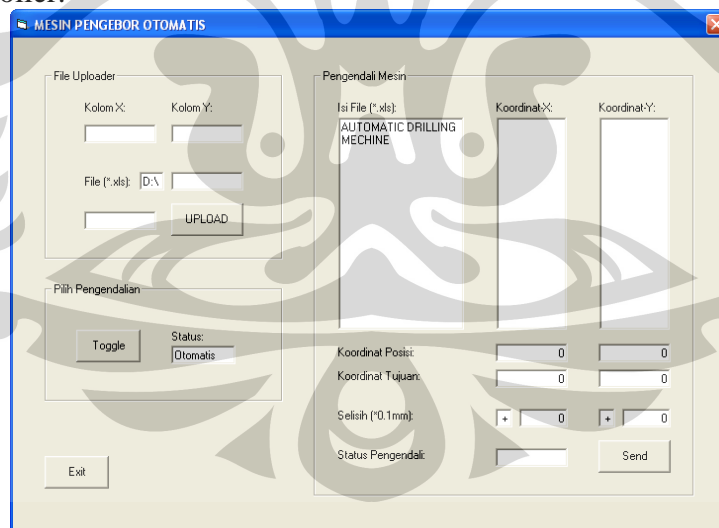 MESIN PENGEBOR OTOMATIS
File Uploader
Kolom X: Kolom Y:
File (*.xls): D:\
UPLOAD
Pilih Pengendalian
Toggle
Status:
Otomatis
Exit
Pengendali Mesin
Isi File (*.xls): Koordinat-X: Koordinat-Y:
AUTOMATIC DRILLING
MECHINE
Koordinat Posisi: 0 0
Koordinat Tujuan: 0 0
Selisih (*0.1mm): + 0 + 0
Status Pengendali:
Send